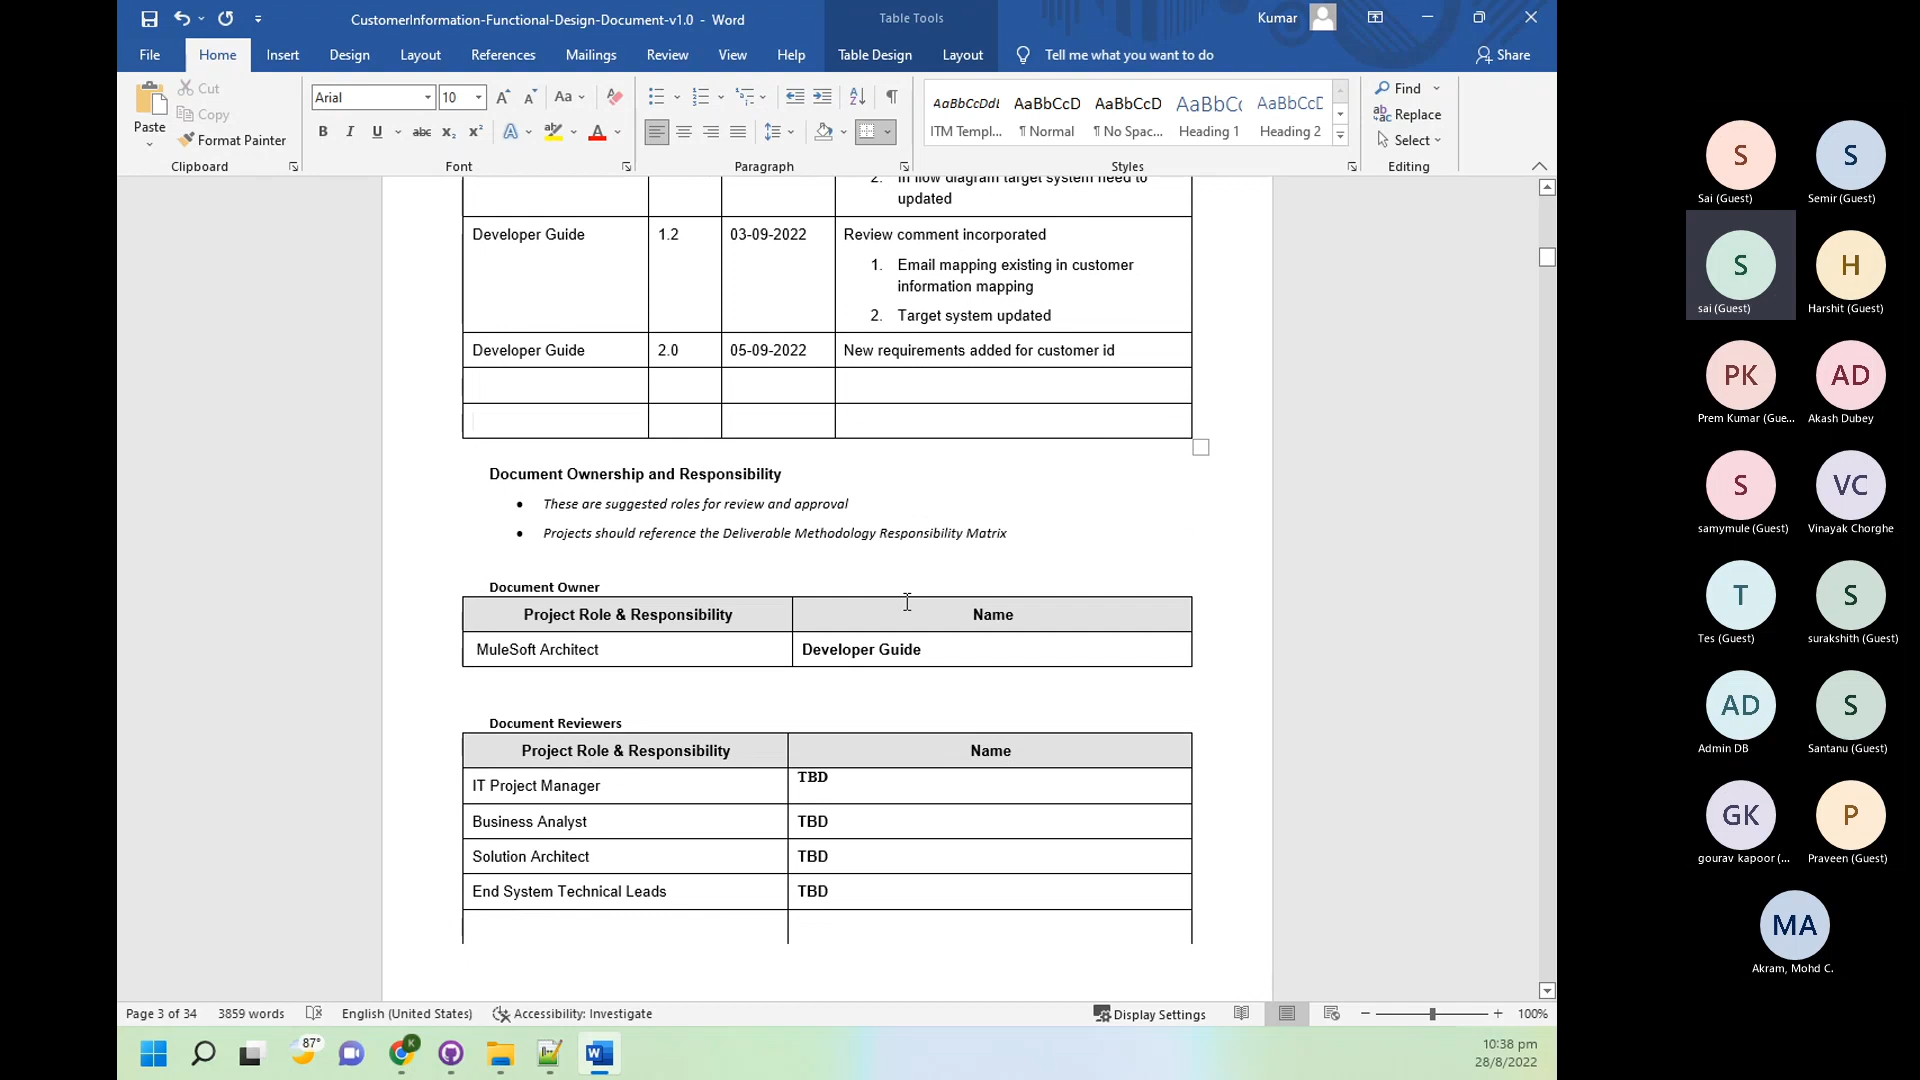 CustomerInformation-Functional-Design-Document-v1.0 - Word
Table Tools
Kumar
File Home Insert Design Layout References Mailings Review View Help Table Design Layout Tell me what you want to do Share
Paste
Cut
Copy
Format Painter
Clipboard
Arial 10
Font
Paragraph
AaBbCcDdI AaBbCcD AaBbCcD AaBbC AaBbCcE
ITM Templ... ¶ Normal ¶ No Spac... Heading 1 Heading 2
Styles
Find
Replace
Select
Editing
2. In flow diagram target system need to
updated
Developer Guide 1.2 03-09-2022 Review comment incorporated
1. Email mapping existing in customer
information mapping
2. Target system updated
Developer Guide 2.0 05-09-2022 New requirements added for customer id
Document Ownership and Responsibility
• These are suggested roles for review and approval
• Projects should reference the Deliverable Methodology Responsibility Matrix
Document Owner
Project Role & Responsibility Name
MuleSoft Architect Developer Guide
Document Reviewers
Project Role & Responsibility Name
IT Project Manager TBD
Business Analyst TBD
Solution Architect TBD
End System Technical Leads TBD
Page 3 of 34 3859 words English (United States) Accessibility: Investigate Display Settings 100%
87°
K
10:38 pm
28/8/2022
S S
Sai (Guest) Semir (Guest)
S H
sai (Guest) Harshit (Guest)
PK AD
Prem Kumar (Gue... Akash Dubey
S VC
samymule (Guest) Vinayak Chorghe
T S
Tes (Guest) surakshith (Guest)
AD S
Admin DB Santanu (Guest)
GK P
gourav kapoor (... Praveen (Guest)
MA
Akram, Mohd C.